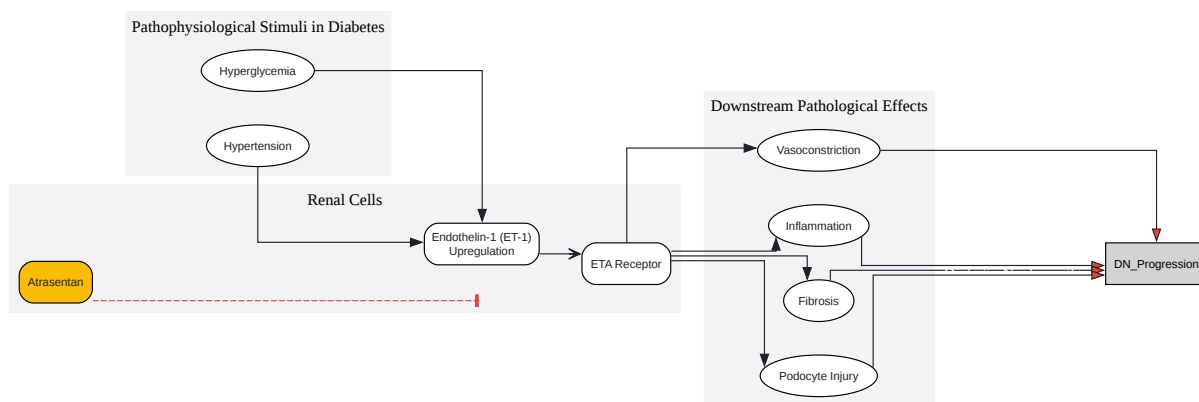 Pathophysiological Stimuli in Diabetes
Hyperglycemia
Hypertension
Renal Cells
Endothelin-1 (ET-1)
Upregulation
Atrasentan
ETA Receptor
Downstream Pathological Effects
Vasoconstriction
Inflammation
Fibrosis
Podocyte Injury
DN_Progression